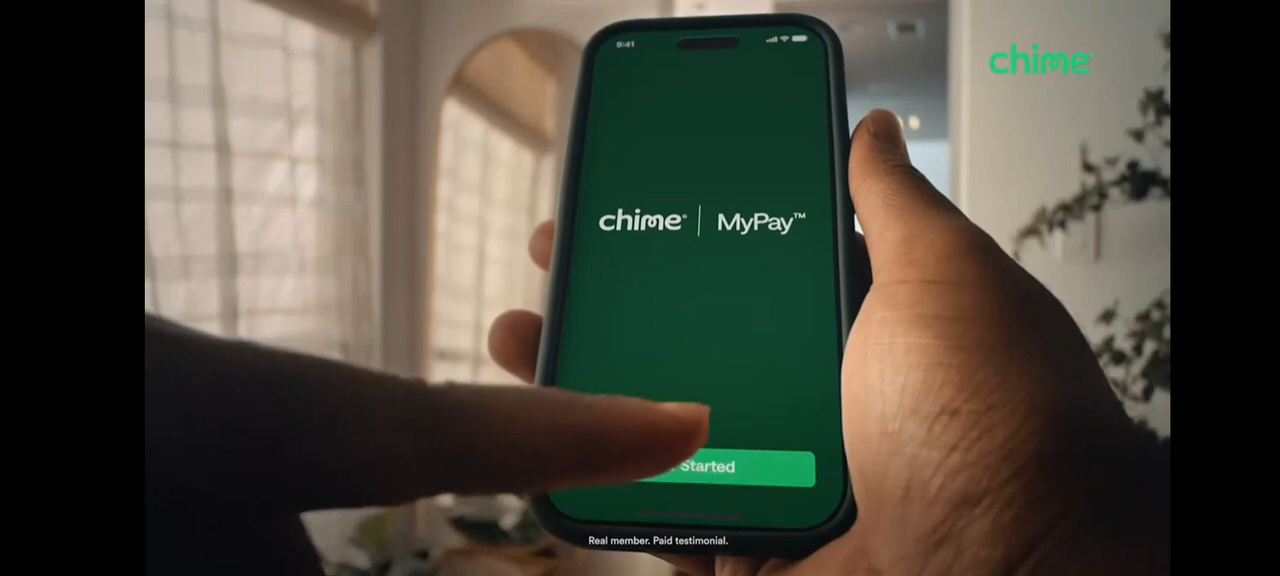 9:41
chime®
chime® | MyPay™
Started
Real member. Paid testimonial.